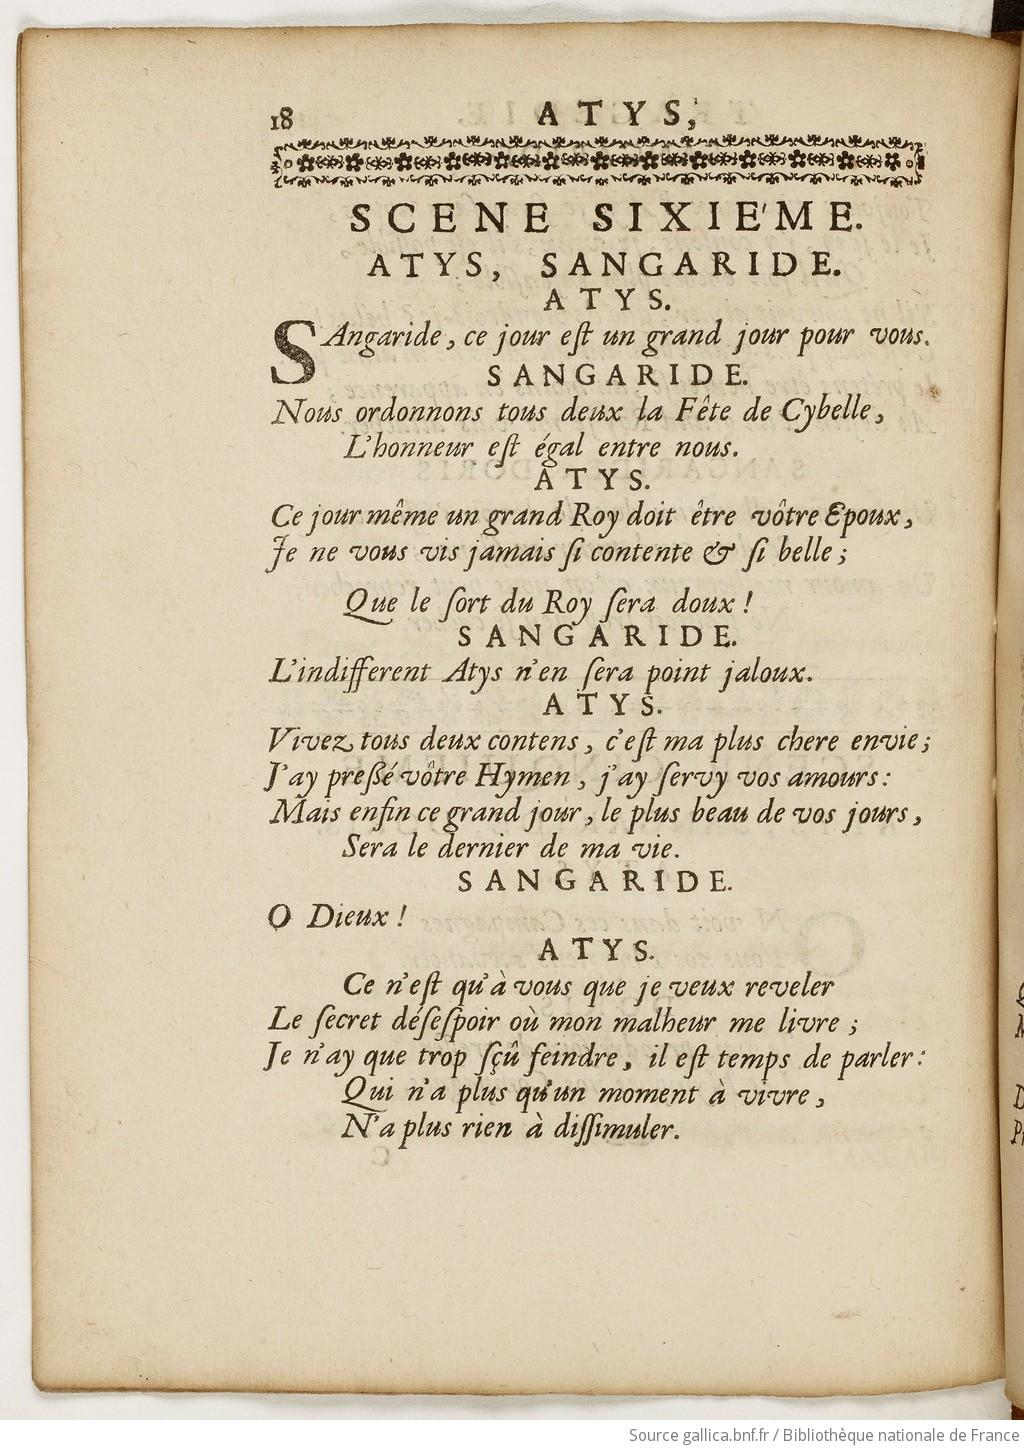 18 ATYS,
SCENE SIXIE'ME.
ATYS, SANGARIDE.
ATYS.
SAngaride, ce jour eſt un grand jour pour vous.
SANGARIDE.
Nous ordonnons tous deux la Fête de Cybelle,
L'honneur eſt égal entre nous.
ATYS.
Ce jour même un grand Roy doit être vôtre Epoux,
Je ne vous vis jamais ſi contente & ſi belle;
Que le ſort du Roy ſera doux!
SANGARIDE.
L'indifferent Atys n'en ſera point jaloux.
ATYS.
Vivez tous deux contens, c'eſt ma plus chere envie;
J'ay preßé vôtre Hymen, j'ay ſervy vos amours:
Mais enfin ce grand jour, le plus beau de vos jours,
Sera le dernier de ma vie.
SANGARIDE.
O Dieux!
ATYS.
Ce n'eſt qu'à vous que je veux reveler
Le ſecret déſeſpoir où mon malheur me livre;
Je n'ay que trop ſçû feindre, il eſt temps de parler:
Qui n'a plus qu'un moment à vivre,
N'a plus rien à diſſimuler.
Source gallica.bnf.fr / Bibliothèque nationale de France